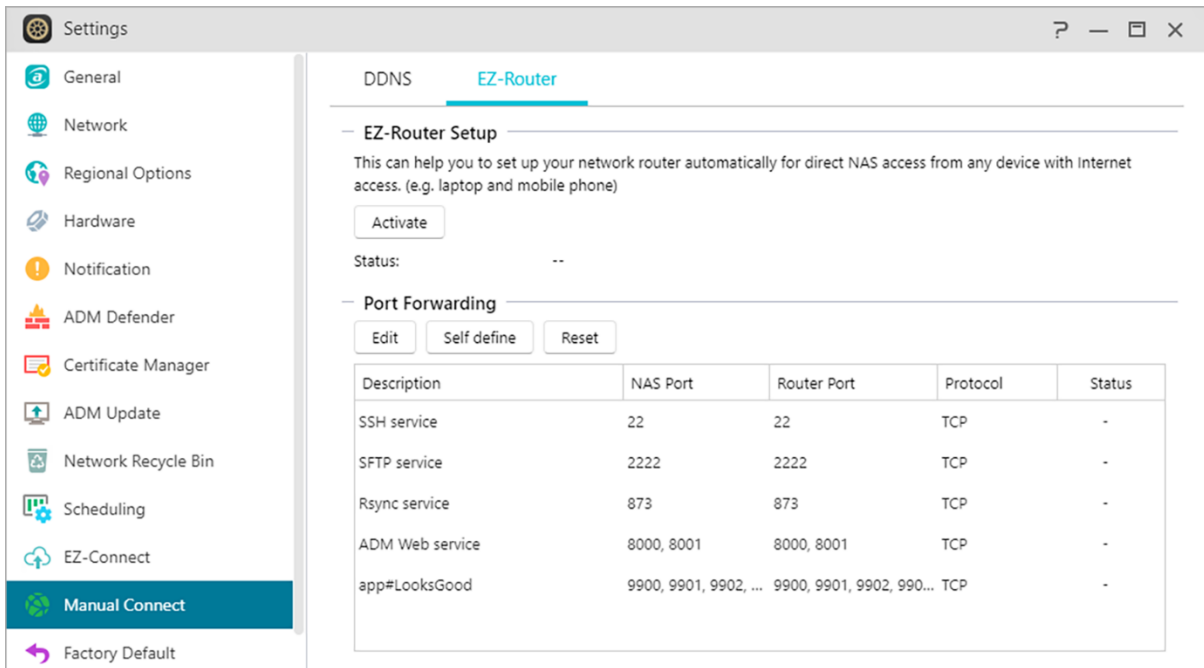 Settings
General
Network
Regional Options
Hardware
Notification
ADM Defender
Certificate Manager
ADM Update
Network Recycle Bin
Scheduling
EZ-Connect
Manual Connect
Factory Default
DDNS EZ-Router
EZ-Router Setup
This can help you to set up your network router automatically for direct NAS access from any device with Internet
access. (e.g. laptop and mobile phone)
Activate
Status: --
Port Forwarding
Edit Self define Reset
Description NAS Port Router Port Protocol Status
SSH service 22 22 TCP -
SFTP service 2222 2222 TCP -
Rsync service 873 873 TCP -
ADM Web service 8000, 8001 8000, 8001 TCP -
app#LooksGood 9900, 9901, 9902, ... 9900, 9901, 9902, 990... TCP -